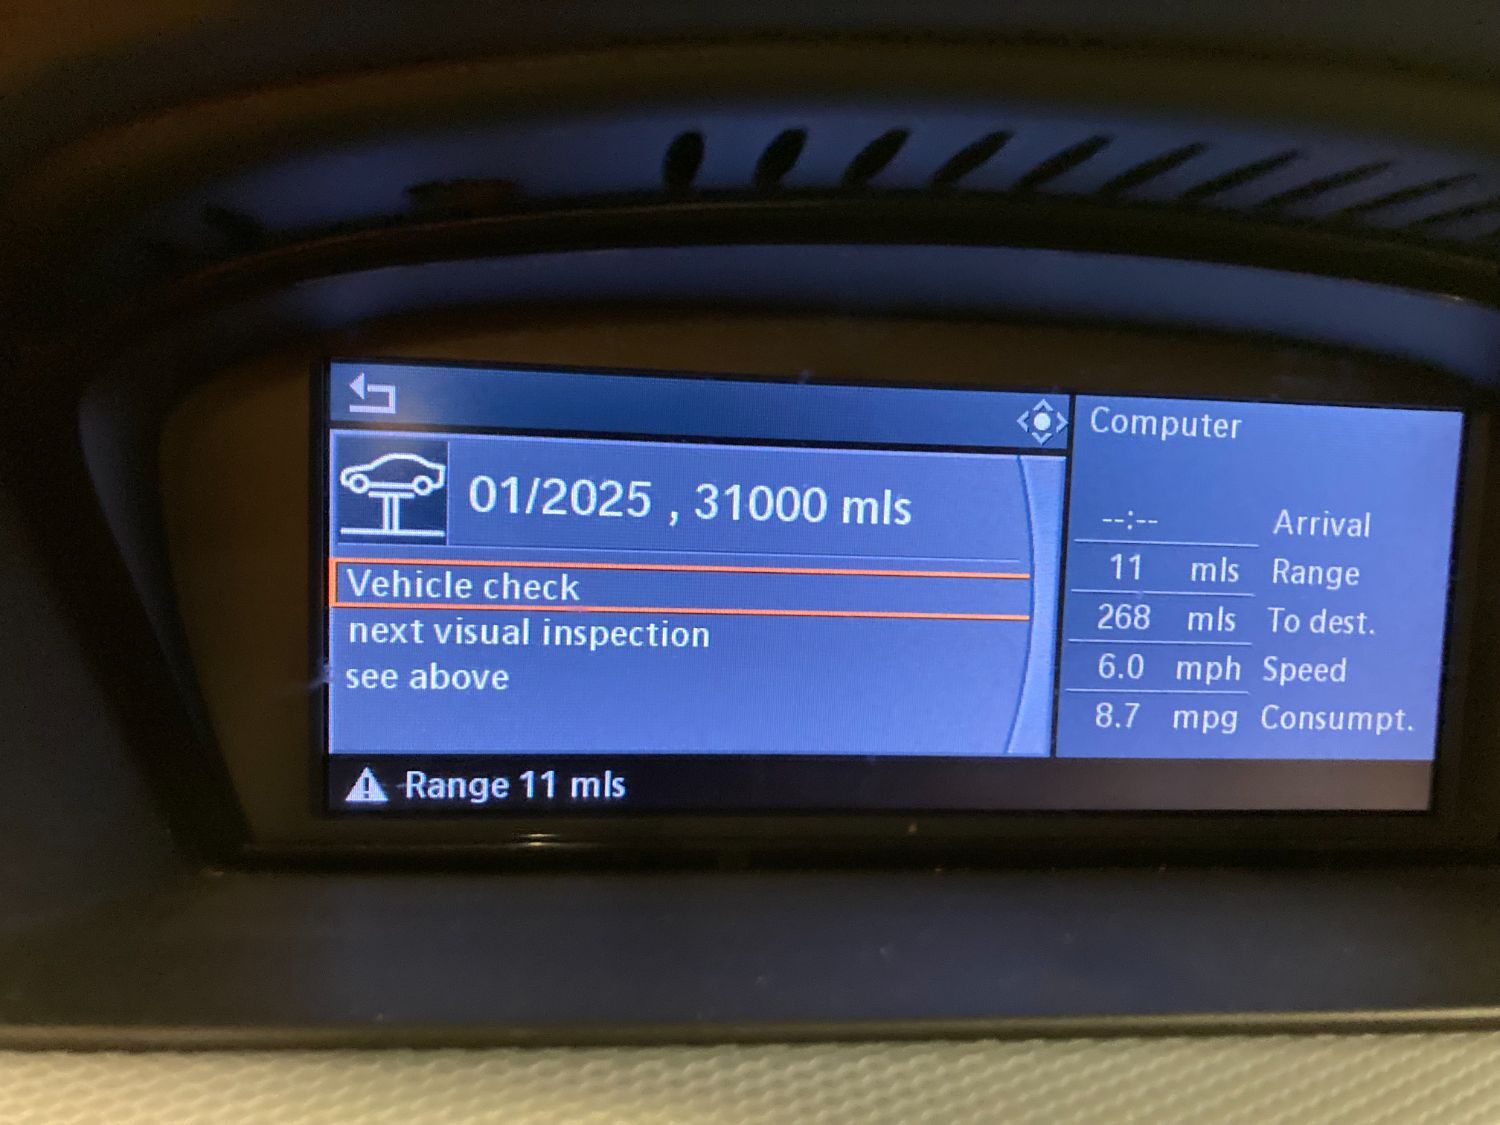 01/2025 , 31000 mls
Vehicle check
next visual inspection
see above
Range 11 mls
Computer
--:-- Arrival
11 mls Range
268 mls To dest.
6.0 mph Speed
8.7 mpg Consumpt.